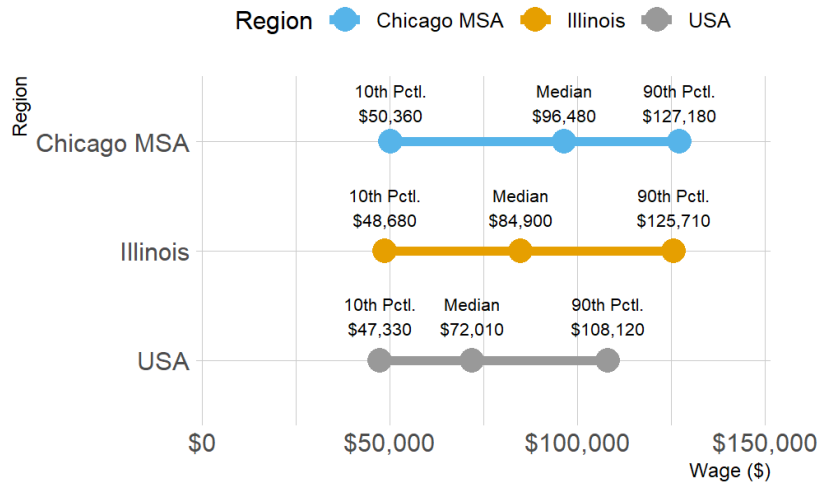 Region Chicago MSA Illinois USA
Region
10th Pctl. Median 90th Pctl.
$50,360 $96,480 $127,180
Chicago MSA
10th Pctl. Median 90th Pctl.
$48,680 $84,900 $125,710
Illinois
10th Pctl. Median 90th Pctl.
$47,330 $72,010 $108,120
USA
$0 $50,000 $100,000 $150,000
Wage ($)